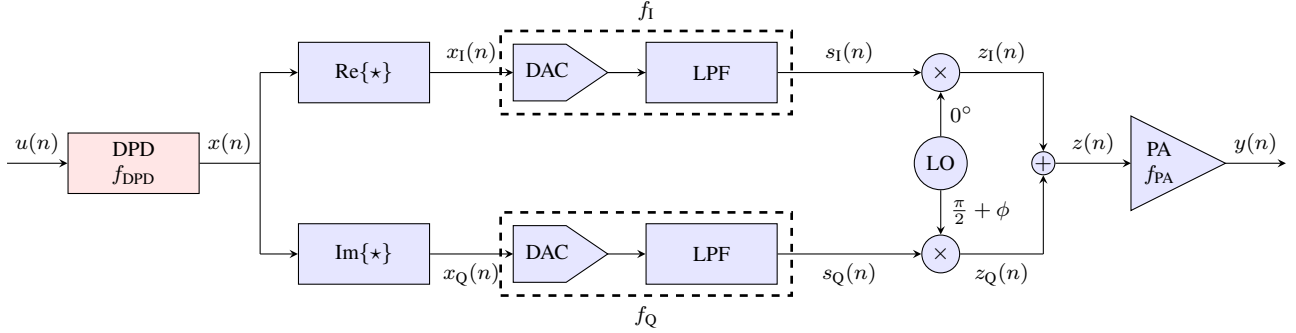 f_I
x_I(n)
s_I(n)
z_I(n)
Re{⋆}
DAC
LPF
×
0°
u(n)
DPD
f_DPD
x(n)
LO
+
z(n)
PA
f_PA
y(n)
π/2 + ϕ
Im{⋆}
DAC
LPF
×
x_Q(n)
s_Q(n)
z_Q(n)
f_Q